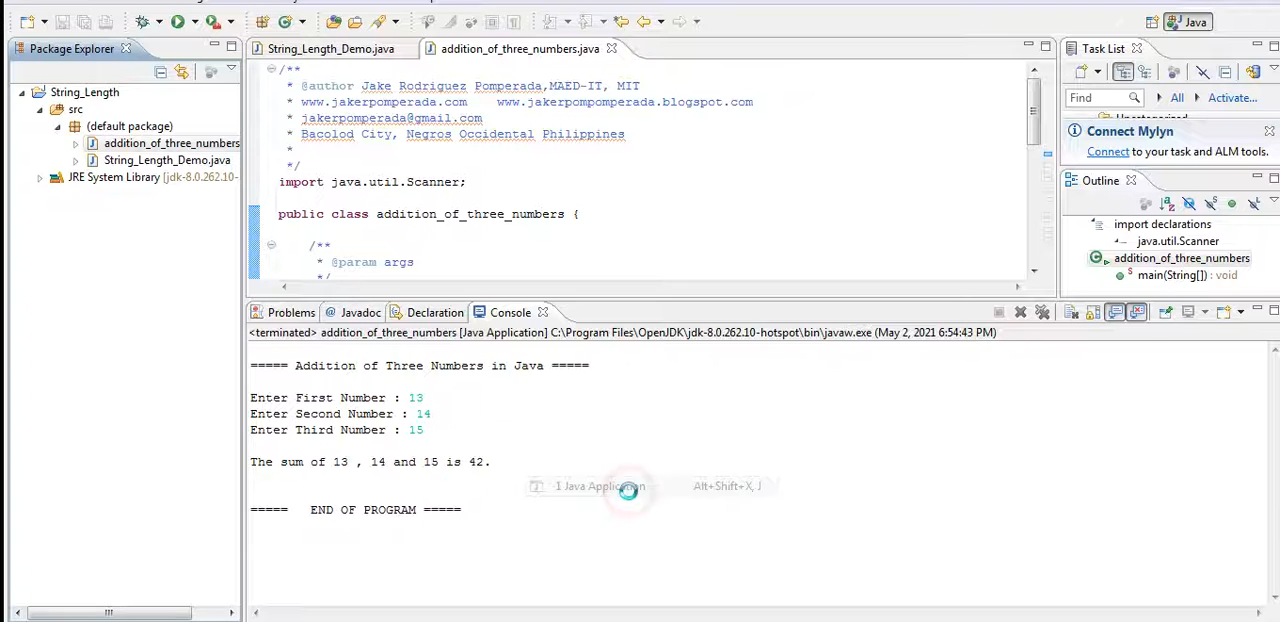 Java
Package Explorer
String_Length_Demo.java
addition_of_three_numbers.java
Task List
String_Length
src
(default package)
addition_of_three_numbers
String_Length_Demo.java
JRE System Library [jdk-8.0.262.10-
/**
* @author Jake Rodriguez Pomperada,MAED-IT, MIT
* www.jakerpomperada.com    www.jakerpompomperada.blogspot.com
* jakerpomperada@gmail.com
* Bacolod City, Negros Occidental Philippines
*
*/
import java.util.Scanner;
public class addition_of_three_numbers {
/**
* @param args
*/
Find
All
Activate...
Uncategorized
Connect Mylyn
Connect to your task and ALM tools.
Outline
import declarations
java.util.Scanner
addition_of_three_numbers
main(String[]) : void
Problems
@ Javadoc
Declaration
Console
<terminated> addition_of_three_numbers [Java Application] C:\Program Files\OpenJDK\jdk-8.0.262.10-hotspot\bin\javaw.exe (May 2, 2021 6:54:43 PM)
===== Addition of Three Numbers in Java =====
Enter First Number : 13
Enter Second Number : 14
Enter Third Number : 15
The sum of 13 , 14 and 15 is 42.
1 Java Application    Alt+Shift+X, J
=====   END OF PROGRAM =====